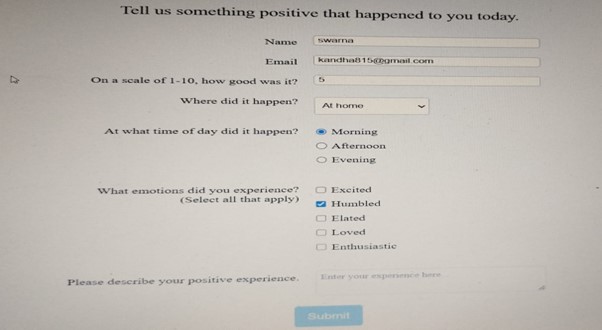 Tell us something positive that happened to you today.
Name swarna
Email kandha815@gmail.com
On a scale of 1-10, how good was it? 5
Where did it happen? At home
At what time of day did it happen? Morning
Afternoon
Evening
What emotions did you experience? Excited
(Select all that apply) Humbled
Elated
Loved
Enthusiastic
Please describe your positive experience. Enter your experience here
Submit